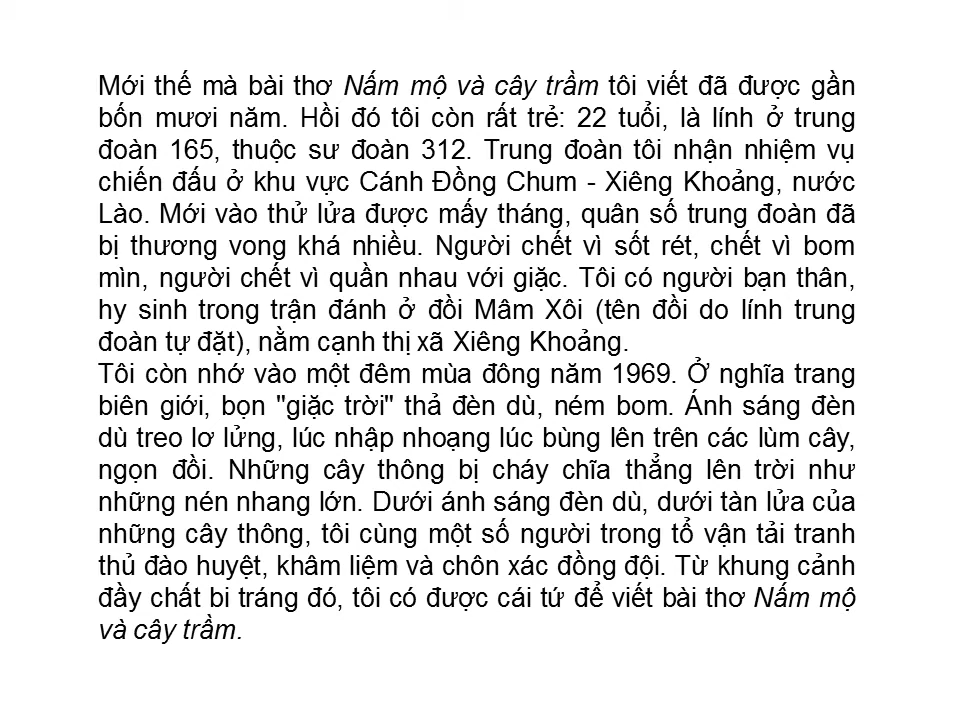 Mới thế mà bài thơ Nấm mộ và cây trầm tôi viết đã được gần
bốn mươi năm. Hồi đó tôi còn rất trẻ: 22 tuổi, là lính ở trung
đoàn 165, thuộc sư đoàn 312. Trung đoàn tôi nhận nhiệm vụ
chiến đấu ở khu vực Cánh Đồng Chum - Xiêng Khoảng, nước
Lào. Mới vào thử lửa được mấy tháng, quân số trung đoàn đã
bị thương vong khá nhiều. Người chết vì sốt rét, chết vì bom
mìn, người chết vì quần nhau với giặc. Tôi có người bạn thân,
hy sinh trong trận đánh ở đồi Mâm Xôi (tên đồi do lính trung
đoàn tự đặt), nằm cạnh thị xã Xiêng Khoảng.
Tôi còn nhớ vào một đêm mùa đông năm 1969. Ở nghĩa trang
biên giới, bọn "giặc trời" thả đèn dù, ném bom. Ánh sáng đèn
dù treo lơ lửng, lúc nhập nhoạng lúc bùng lên trên các lùm cây,
ngọn đồi. Những cây thông bị cháy chĩa thẳng lên trời như
những nén nhang lớn. Dưới ánh sáng đèn dù, dưới tàn lửa của
những cây thông, tôi cùng một số người trong tổ vận tải tranh
thủ đào huyệt, khâm liệm và chôn xác đồng đội. Từ khung cảnh
đầy chất bi tráng đó, tôi có được cái tứ để viết bài thơ Nấm mộ
và cây trầm.